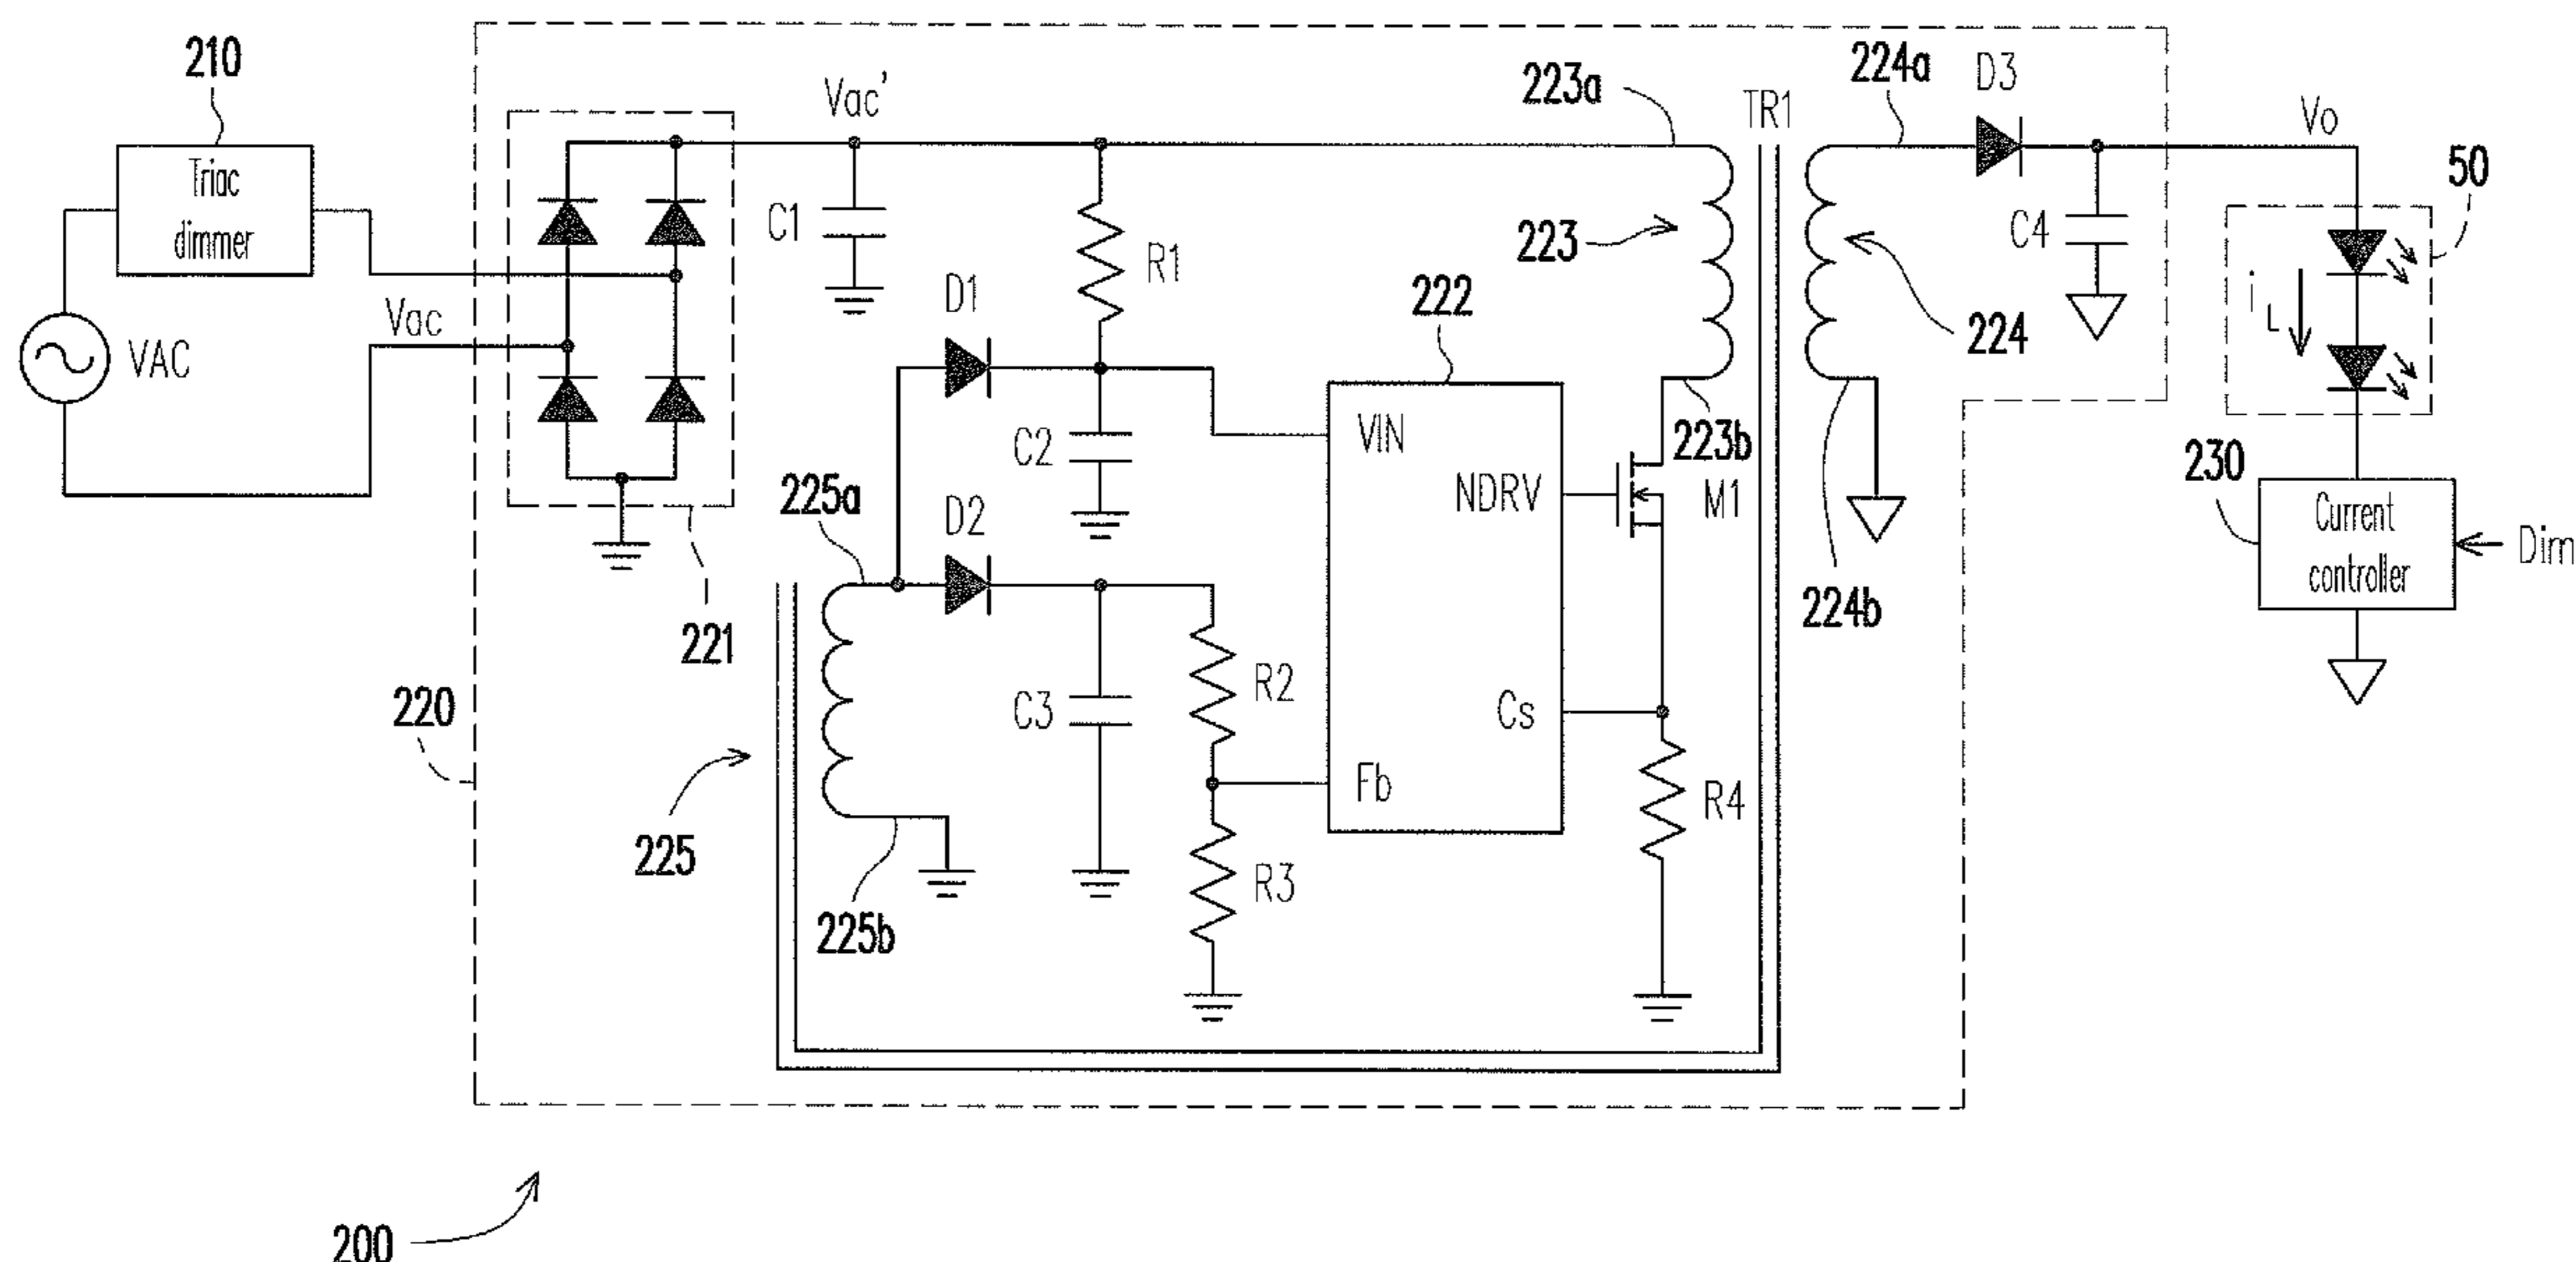 210
Triac
dimmer
VAC
Vac
Vac'
C1
R1
D1
C2
221
220
225a
D2
C3
R2
R3
225
225b
222
VIN
NDRV
Cs
Fb
223a
223
223b
M1
R4
TR1
224a
D3
224
224b
C4
Vo
50
iL
230
Current
controller
Dim
200